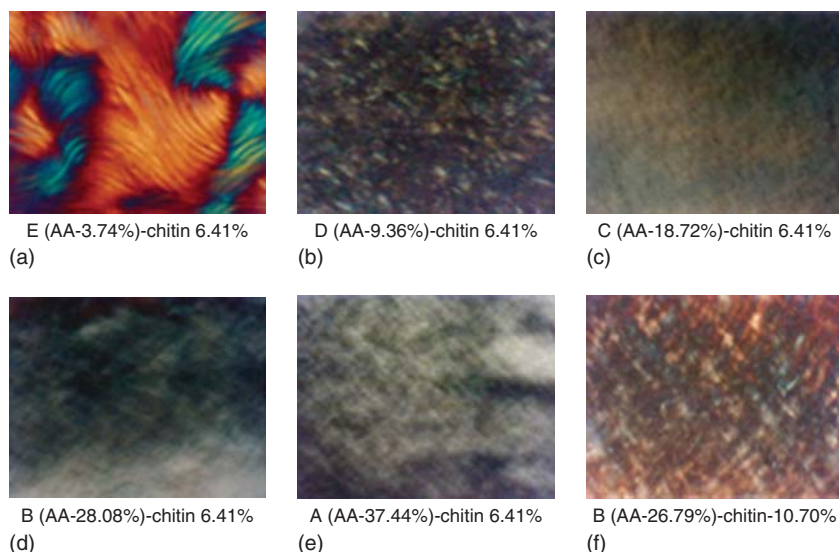 E (AA-3.74%)-chitin 6.41%
(a)
D (AA-9.36%)-chitin 6.41%
(b)
C (AA-18.72%)-chitin 6.41%
(c)
B (AA-28.08%)-chitin 6.41%
(d)
A (AA-37.44%)-chitin 6.41%
(e)
B (AA-26.79%)-chitin-10.70%
(f)